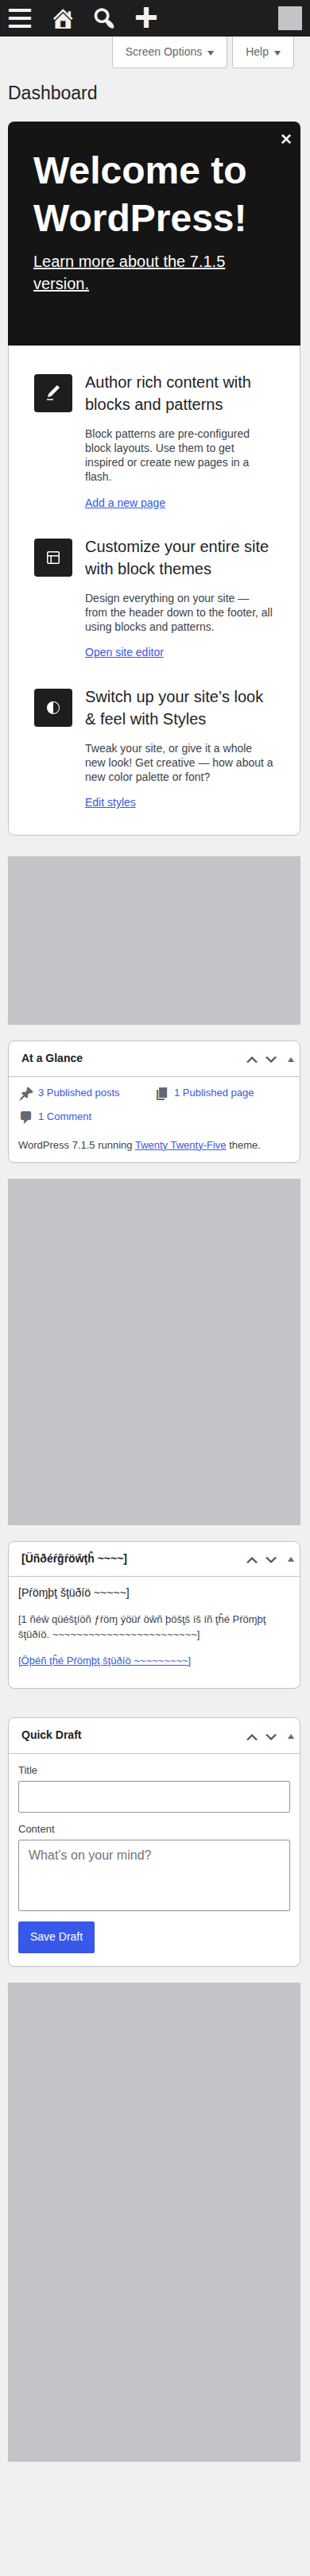 Screen Options
Help
Dashboard
Welcome to
WordPress!
Learn more about the 7.1.5
version.
Author rich content with
blocks and patterns
Block patterns are pre-configured
block layouts. Use them to get
inspired or create new pages in a
flash.
Add a new page
Customize your entire site
with block themes
Design everything on your site —
from the header down to the footer, all
using blocks and patterns.
Open site editor
Switch up your site’s look
& feel with Styles
Tweak your site, or give it a whole
new look! Get creative — how about a
new color palette or font?
Edit styles
At a Glance
3 Published posts
1 Published page
1 Comment
WordPress 7.1.5 running Twenty Twenty-Five theme.
[Üñðéŕĝŕöŵţĥ ~~~~]
[Þŕöɱþţ šţüðíö ~~~~~]
[1 ñéŵ qüéšţíöñ ƒŕöɱ ýöüŕ öŵñ þöšţš íš íñ ţĥé Þŕöɱþţ
šţüðíö. ~~~~~~~~~~~~~~~~~~~~~~~~]
[Öþéñ ţĥé Þŕöɱþţ šţüðíö ~~~~~~~~~]
Quick Draft
Title
Content
What’s on your mind?
Save Draft